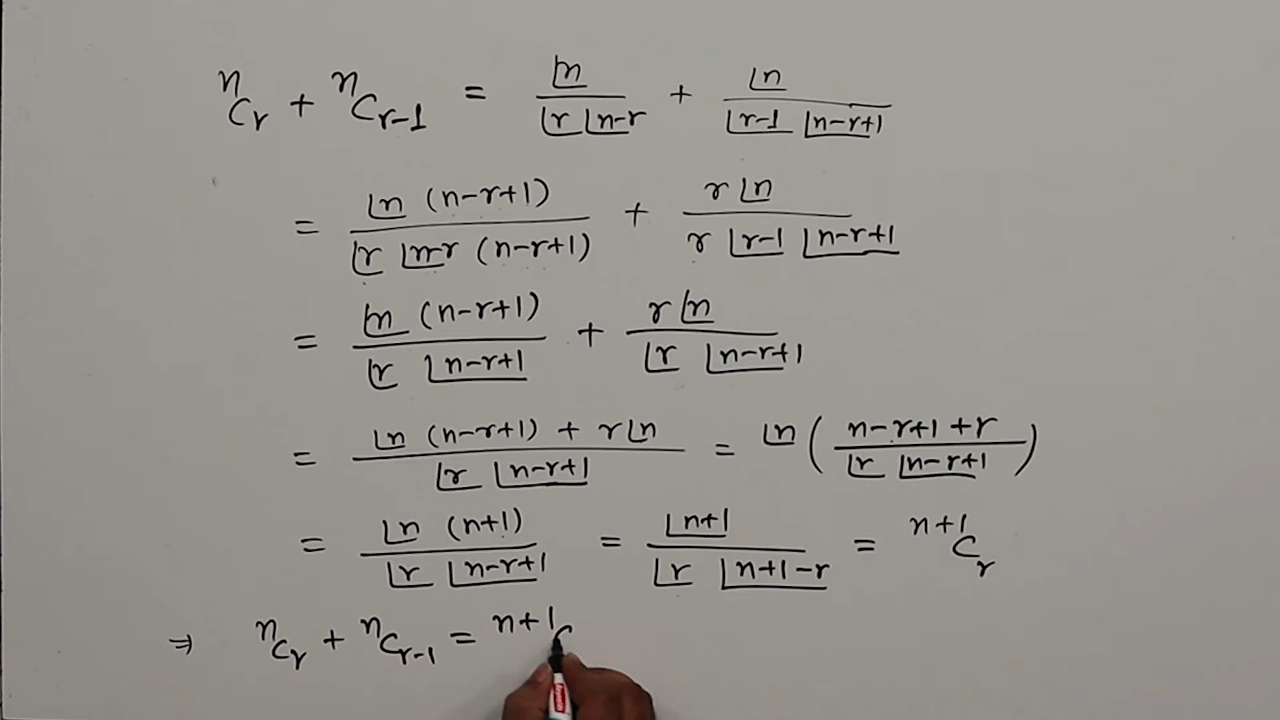 ⁿCᵣ + ⁿCᵣ₋₁ = ⌊n / ⌊r ⌊n-r + ⌊n / ⌊r-1 ⌊n-r+1
= ⌊n (n-r+1) / ⌊r ⌊n-r (n-r+1) + r ⌊n / r ⌊r-1 ⌊n-r+1
= ⌊n (n-r+1) / ⌊r ⌊n-r+1 + r ⌊n / ⌊r ⌊n-r+1
= ⌊n (n-r+1) + r ⌊n / ⌊r ⌊n-r+1 = ⌊n ( n-r+1+r / ⌊r ⌊n-r+1 )
= ⌊n (n+1) / ⌊r ⌊n-r+1 = ⌊n+1 / ⌊r ⌊n+1-r = ⁿ⁺¹Cᵣ
⇒ ⁿCᵣ + ⁿCᵣ₋₁ = ⁿ⁺¹C